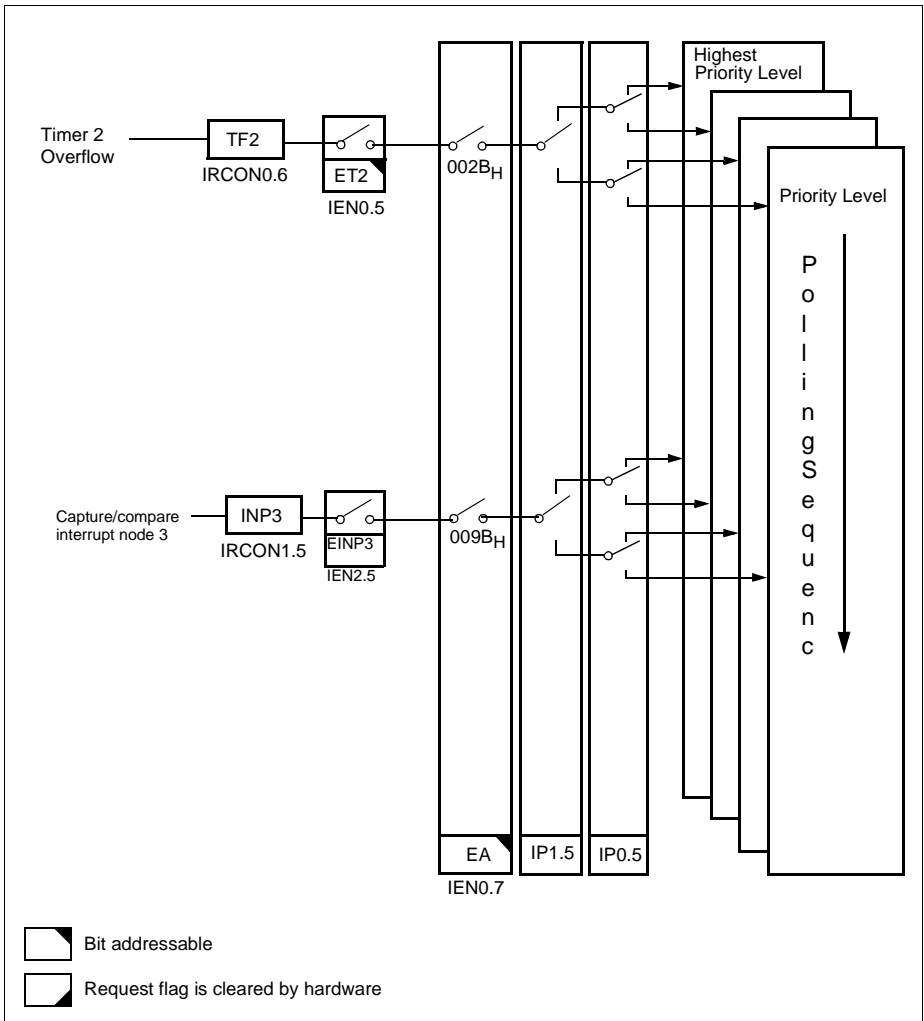 Highest
Priority Level
Timer 2
Overflow
TF2
IRCON0.6
ET2
IEN0.5
002BH
Priority Level
P
o
l
l
i
n
g
S
e
q
u
e
n
c
Capture/compare
interrupt node 3
INP3
IRCON1.5
EINP3
IEN2.5
009BH
EA
IEN0.7
IP1.5
IP0.5
Bit addressable
Request flag is cleared by hardware